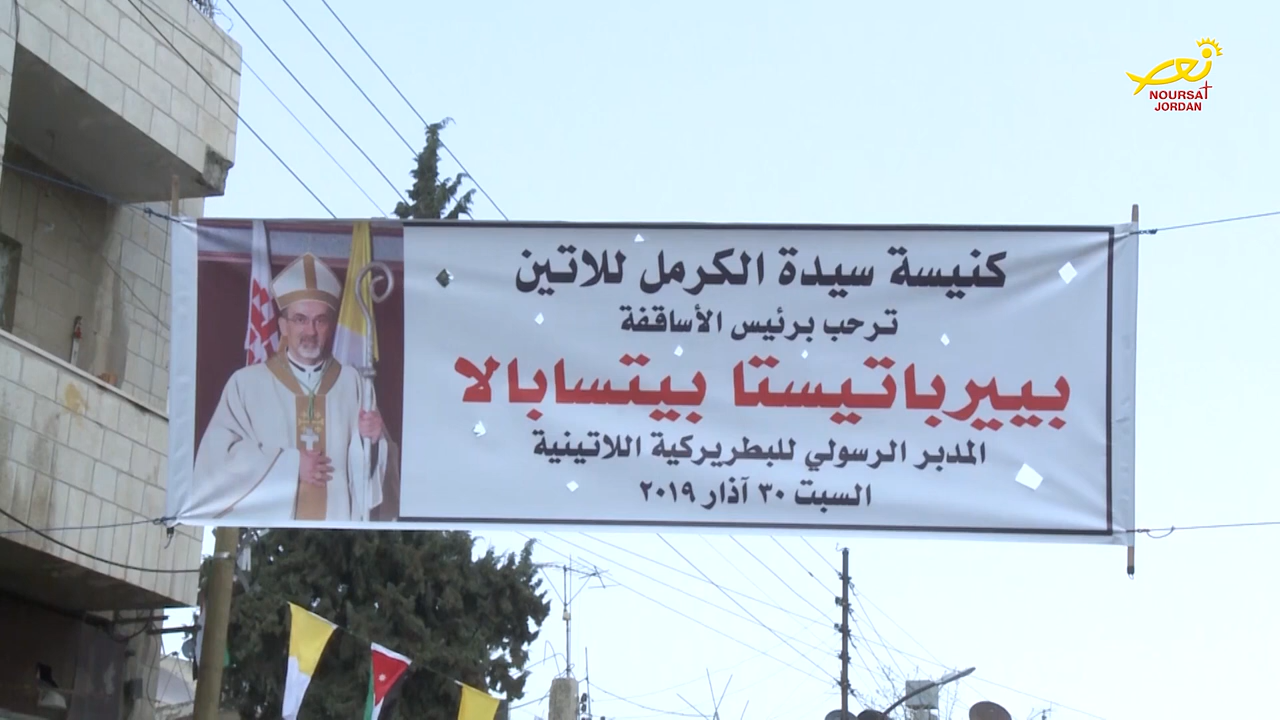 كنيسة سيدة الكرمل للاتين
ترحب برئيس الأساقفة
بييرباتيستا بيتسابالا
المدبر الرسولي للبطريركية اللاتينية
السبت ٣٠ آذار ٢٠١٩
نور
NOURSAT
JORDAN